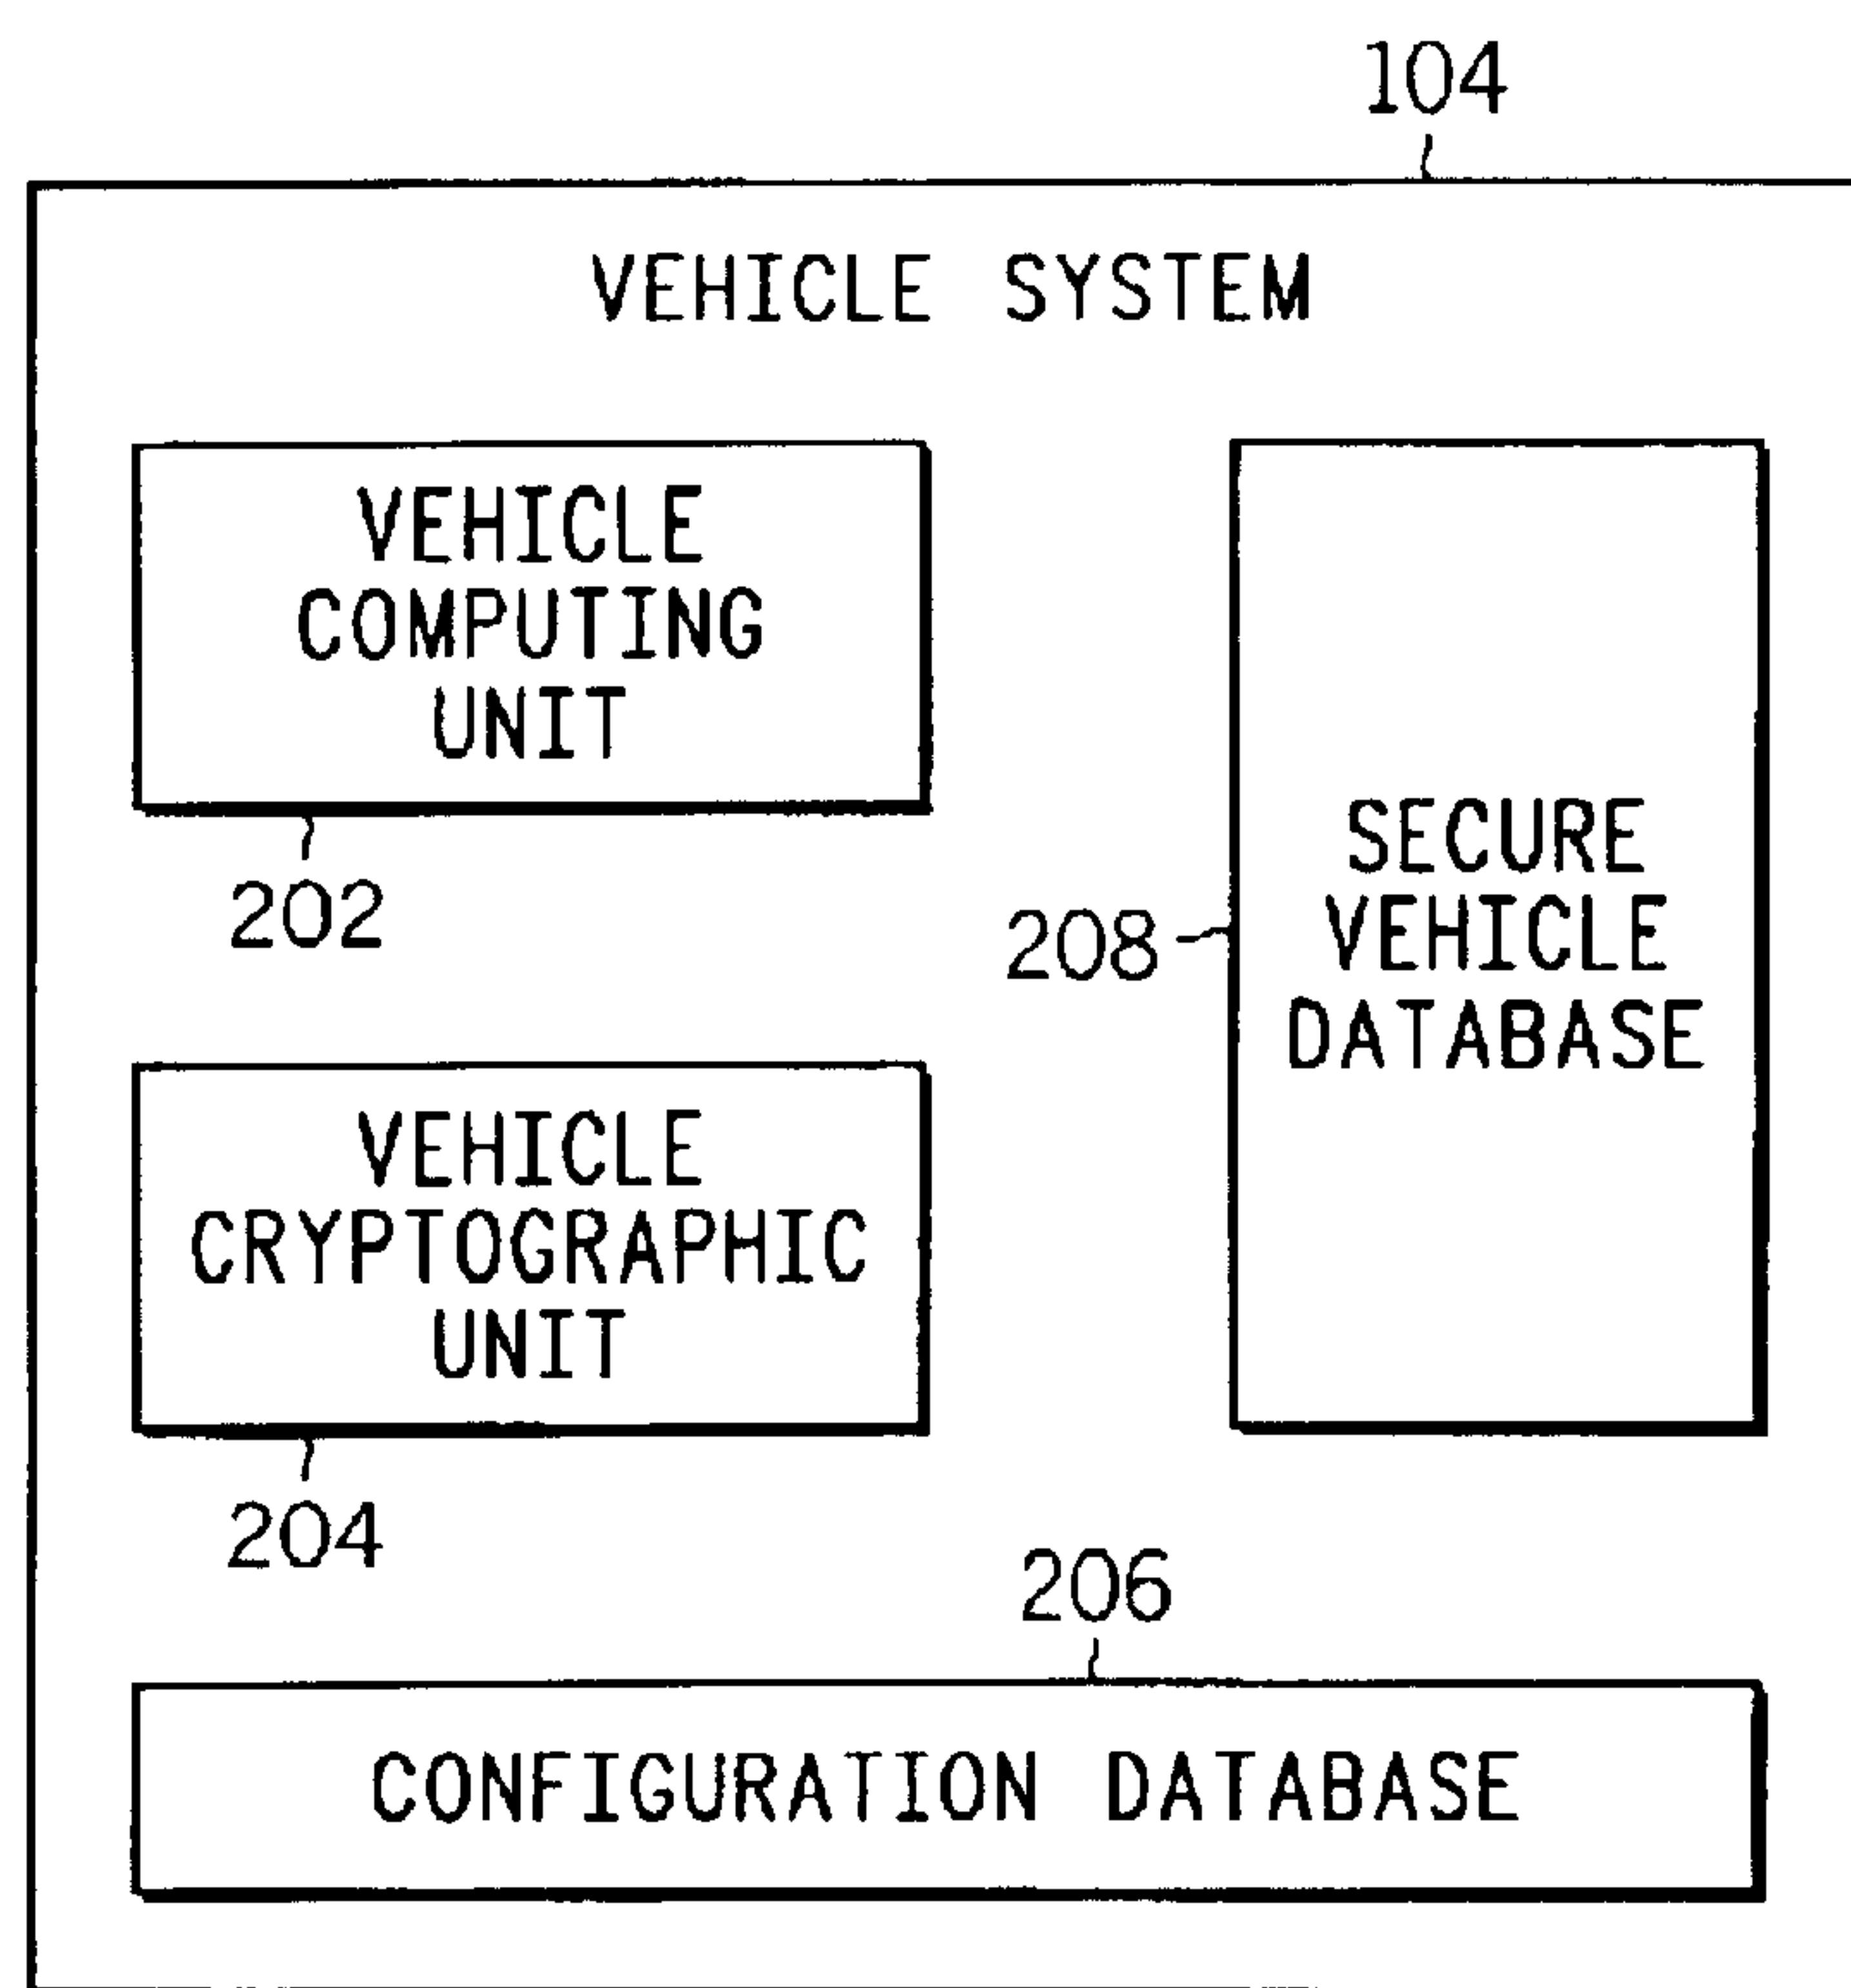 104
VEHICLE SYSTEM
VEHICLE
COMPUTING
UNIT
202
SECURE
VEHICLE
DATABASE
208
VEHICLE
CRYPTOGRAPHIC
UNIT
204
206
CONFIGURATION DATABASE